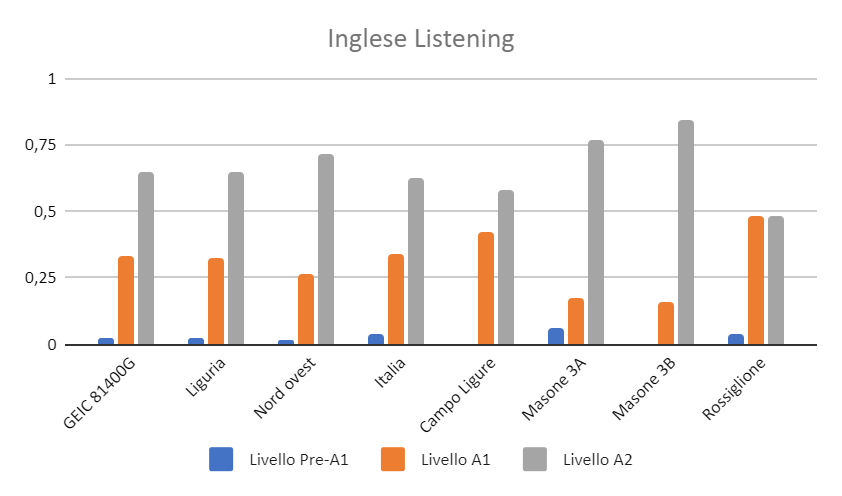 Inglese Listening
1
0,75
0,5
0,25
0
GEIC 81400G
Liguria
Nord ovest
Italia
Campo Ligure
Masone 3A
Masone 3B
Rossiglione
Livello Pre-A1
Livello A1
Livello A2